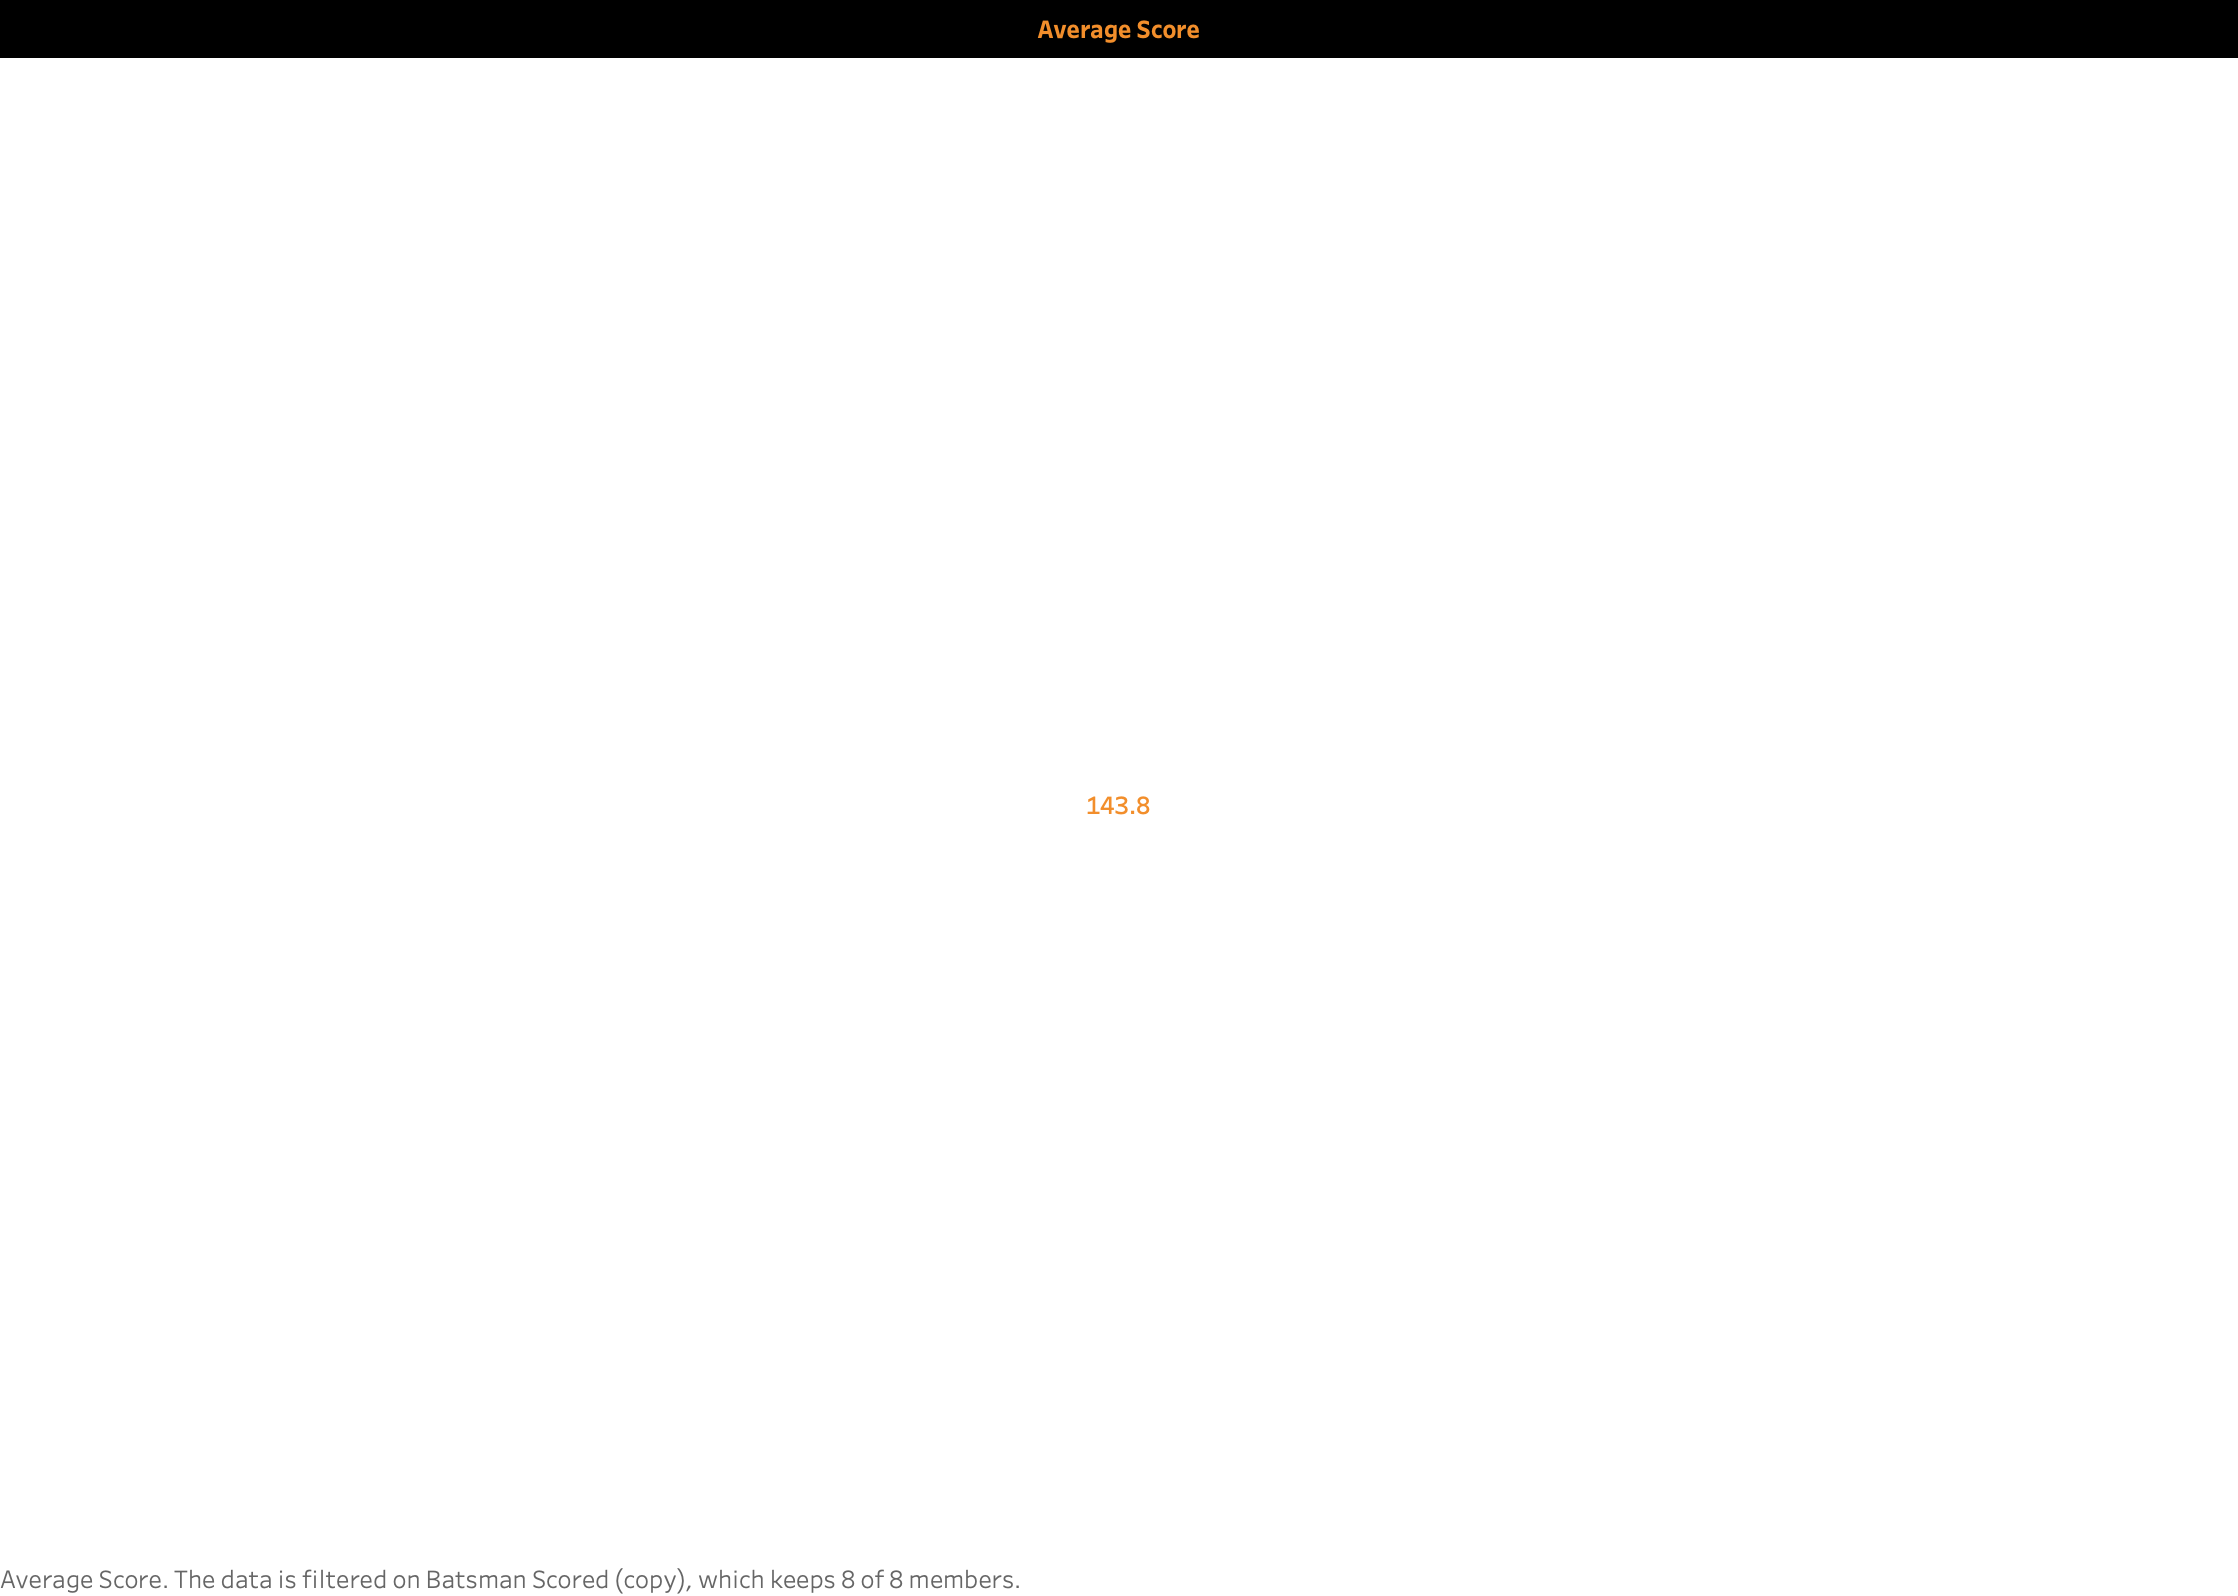 Average Score
143.8
Average Score. The data is filtered on Batsman Scored (copy), which keeps 8 of 8 members.